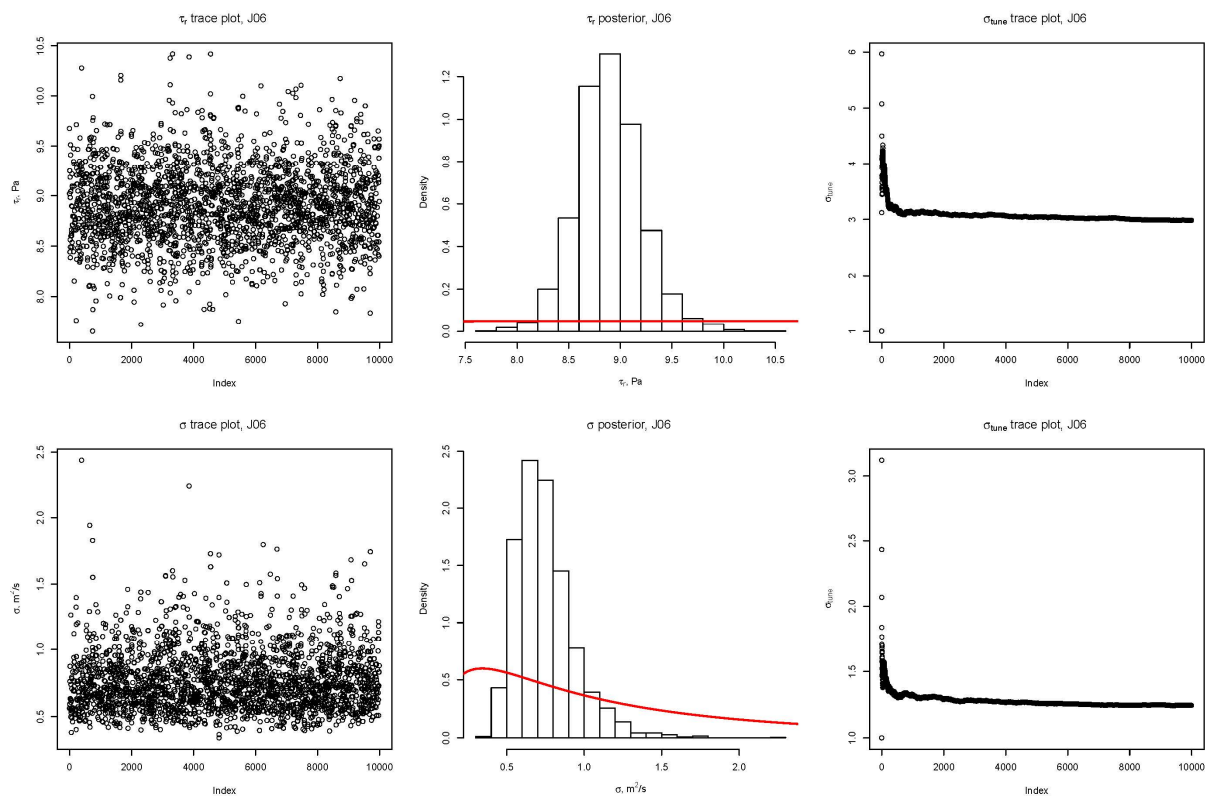 τr trace plot, J06
τr posterior, J06
σtune trace plot, J06
10.5
10.0
9.5
9.0
8.5
8.0
τr, Pa
0 2000 4000 6000 8000 10000
Index
1.2
1.0
0.8
0.6
0.4
0.2
0.0
Density
7.5 8.0 8.5 9.0 9.5 10.0 10.5
τr, Pa
6
5
4
3
2
1
σtune
0 2000 4000 6000 8000 10000
Index
σ trace plot, J06
σ posterior, J06
σtune trace plot, J06
2.5
2.0
1.5
1.0
0.5
σ, m²/s
0 2000 4000 6000 8000 10000
Index
2.5
2.0
1.5
1.0
0.5
0.0
Density
0.5 1.0 1.5 2.0
σ, m²/s
3.0
2.5
2.0
1.5
1.0
σtune
0 2000 4000 6000 8000 10000
Index